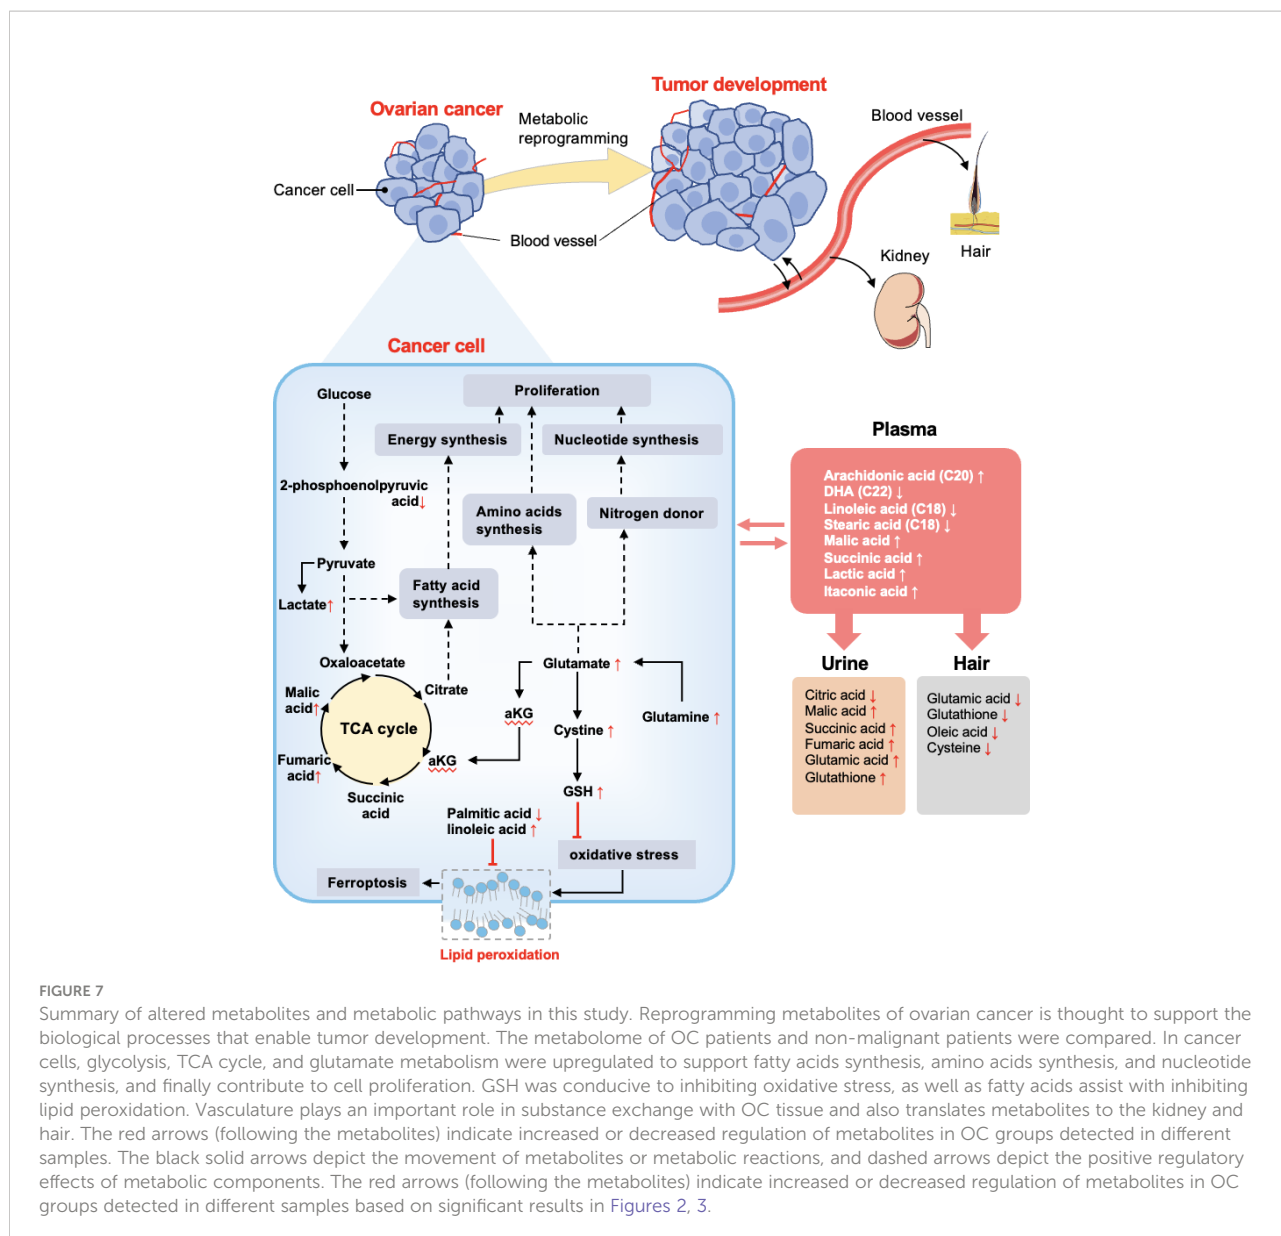 Ovarian cancer
Metabolic
reprogramming
Tumor development
Blood vessel
Cancer cell
Blood vessel
Kidney
Hair
Cancer cell
Glucose
2-phosphoenolpyruvic
acid↓
Pyruvate
Lactate↑
Oxaloacetate
Malic
acid↑
Fumaric
acid↑
Succinic
acid
TCA cycle
Citrate
aKG
Proliferation
Energy synthesis
Nucleotide synthesis
Amino acids
synthesis
Nitrogen donor
Fatty acid
synthesis
Glutamate ↑
aKG
Cystine ↑
Glutamine ↑
GSH ↑
Palmitic acid ↓
linoleic acid ↑
oxidative stress
Ferroptosis
Lipid peroxidation
Plasma
Arachidonic acid (C20) ↑
DHA (C22) ↓
Linoleic acid (C18) ↓
Stearic acid (C18) ↓
Malic acid ↑
Succinic acid ↑
Lactic acid ↑
Itaconic acid ↑
Urine
Citric acid ↓
Malic acid ↑
Succinic acid ↑
Fumaric acid ↑
Glutamic acid ↑
Glutathione ↑
Hair
Glutamic acid ↓
Glutathione ↓
Oleic acid ↓
Cysteine ↓
FIGURE 7
Summary of altered metabolites and metabolic pathways in this study. Reprogramming metabolites of ovarian cancer is thought to support the
biological processes that enable tumor development. The metabolome of OC patients and non-malignant patients were compared. In cancer
cells, glycolysis, TCA cycle, and glutamate metabolism were upregulated to support fatty acids synthesis, amino acids synthesis, and nucleotide
synthesis, and finally contribute to cell proliferation. GSH was conducive to inhibiting oxidative stress, as well as fatty acids assist with inhibiting
lipid peroxidation. Vasculature plays an important role in substance exchange with OC tissue and also translates metabolites to the kidney and
hair. The red arrows (following the metabolites) indicate increased or decreased regulation of metabolites in OC groups detected in different
samples. The black solid arrows depict the movement of metabolites or metabolic reactions, and dashed arrows depict the positive regulatory
effects of metabolic components. The red arrows (following the metabolites) indicate increased or decreased regulation of metabolites in OC
groups detected in different samples based on significant results in Figures 2, 3.